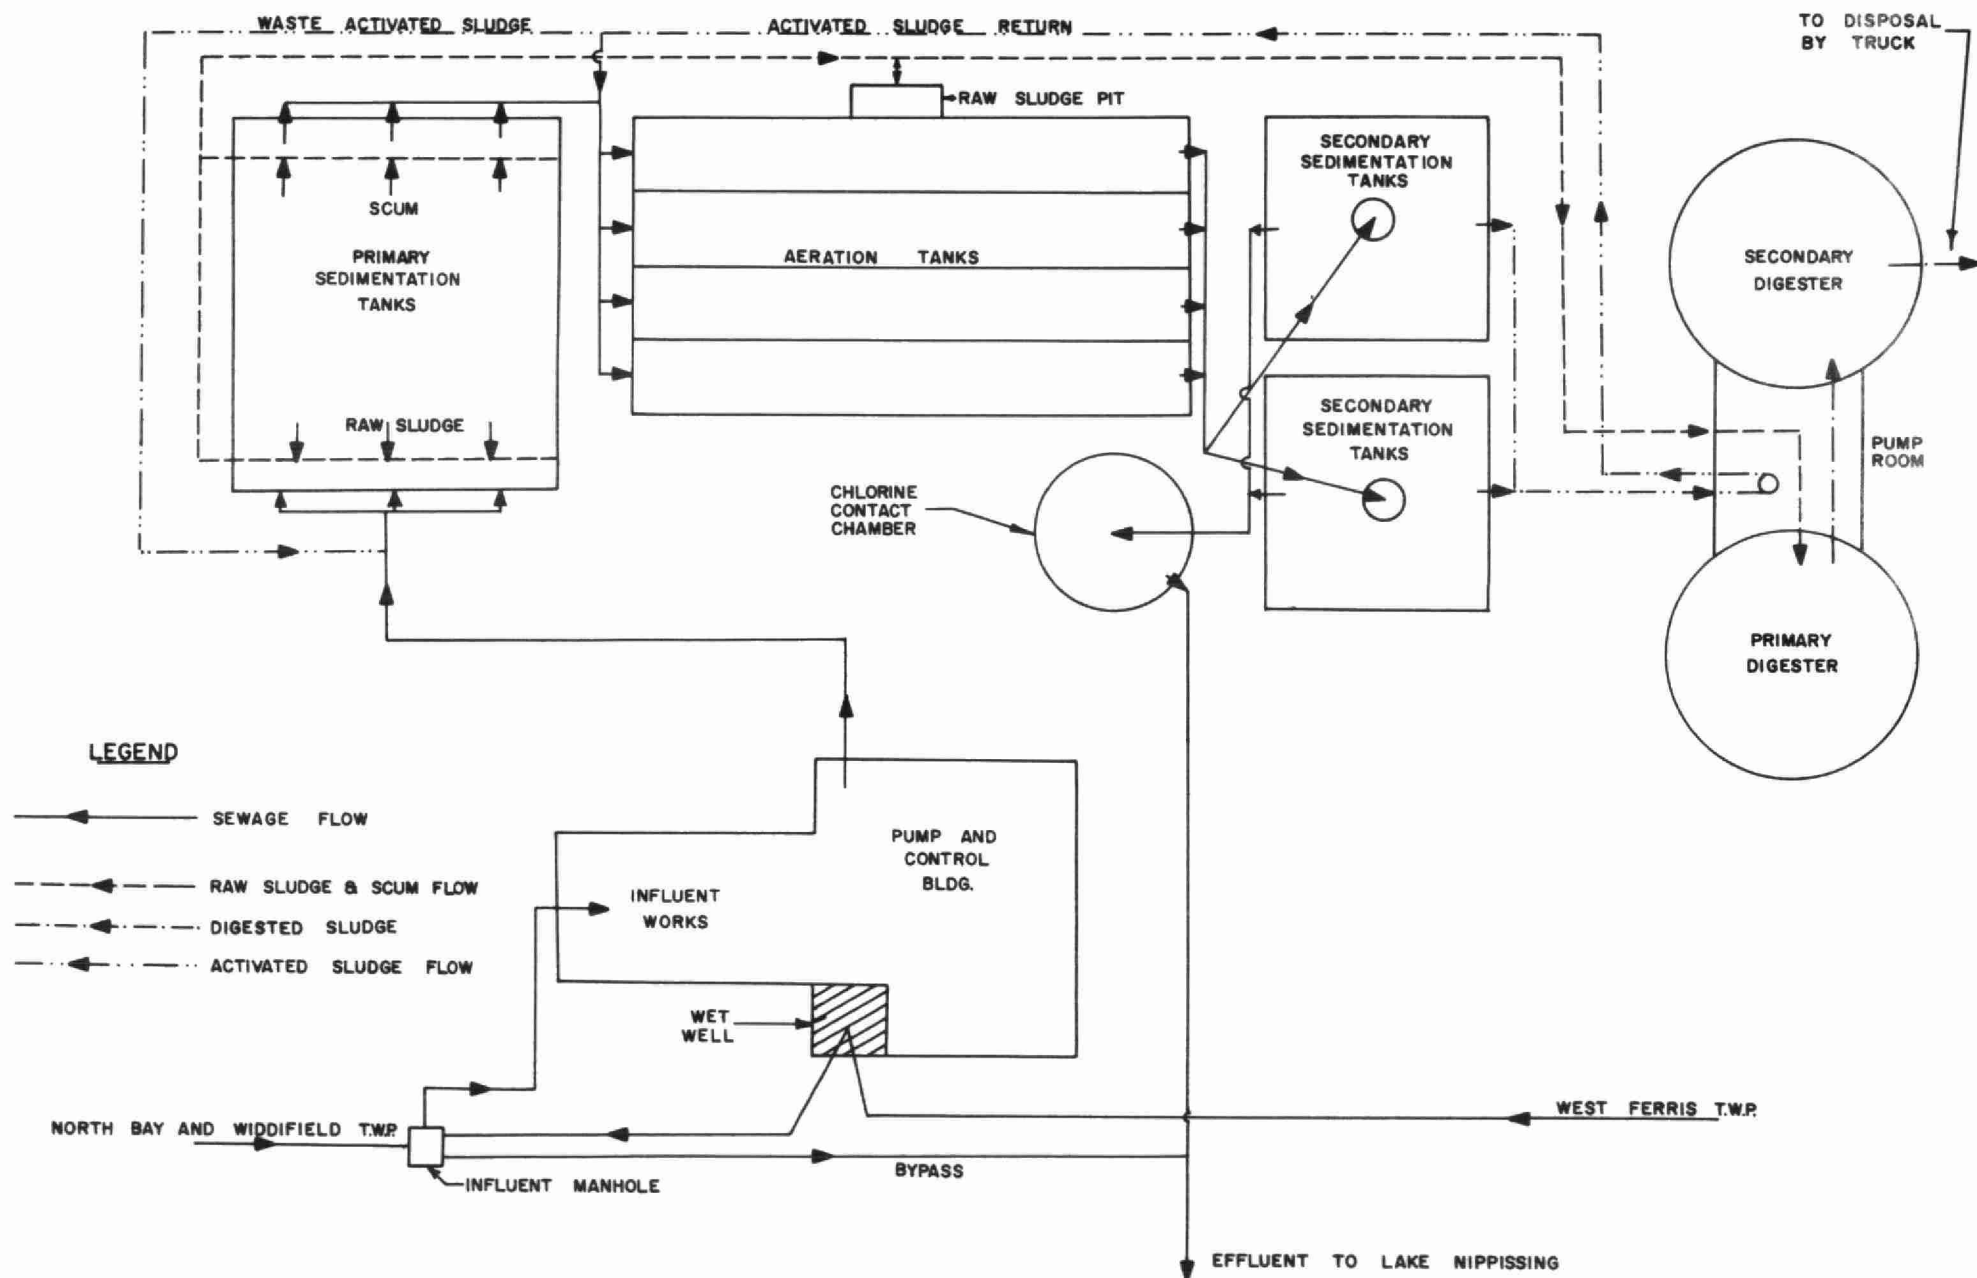 WASTE ACTIVATED SLUDGE
ACTIVATED SLUDGE RETURN
TO DISPOSAL
BY TRUCK
RAW SLUDGE PIT
SCUM
PRIMARY
SEDIMENTATION
TANKS
RAW SLUDGE
AERATION TANKS
SECONDARY
SEDIMENTATION
TANKS
SECONDARY
SEDIMENTATION
TANKS
SECONDARY
DIGESTER
PUMP
ROOM
PRIMARY
DIGESTER
CHLORINE
CONTACT
CHAMBER
LEGEND
SEWAGE FLOW
RAW SLUDGE & SCUM FLOW
DIGESTED SLUDGE
ACTIVATED SLUDGE FLOW
PUMP AND
CONTROL
BLDG.
INFLUENT
WORKS
WET
WELL
NORTH BAY AND WIDDIFIELD T.W.P.
WEST FERRIS T.W.P.
BYPASS
INFLUENT MANHOLE
EFFLUENT TO LAKE NIPPISSING